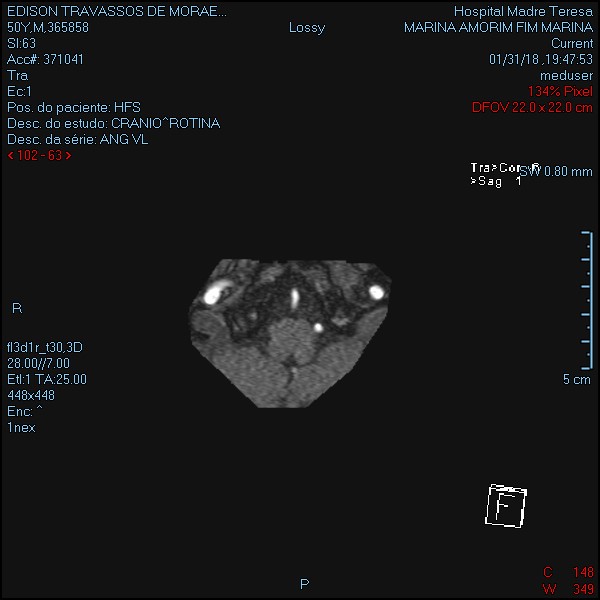 EDISON TRAVASSOS DE MORAE...
50Y,M,365858
SI:63
Acc#: 371041
Tra
Ec:1
Pos. do paciente: HFS
Desc. do estudo: CRANIO^ROTINA
Desc. da série: ANG VL
< 102 - 63 >
Lossy
Hospital Madre Teresa
MARINA AMORIM FIM MARINA
Current
01/31/18 ,19:47:53
meduser
134% Pixel
DFOV 22.0 x 22.0 cm
Tra>Cor
SW 0.80 mm
>Sag 1
R
fl3d1r_t30,3D
28.00//7.00
Etl:1 TA:25.00
448x448
Enc: ^
1nex
5 cm
F
P
C 148
W 349